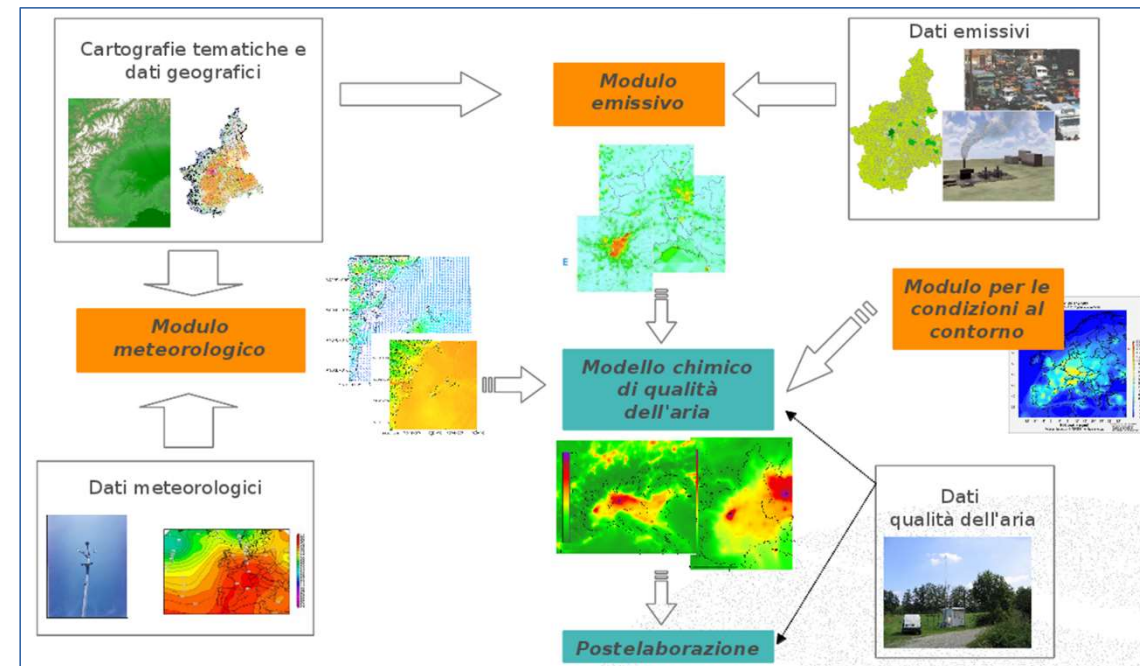 Cartografie tematiche e
dati geografici
Modulo
emissivo
Dati emissivi
E
Modulo
meteorologico
Modulo per le
condizioni al
contorno
Modello chimico
di qualità
dell'aria
Dati meteorologici
Dati
qualità dell'aria
Postelaborazione